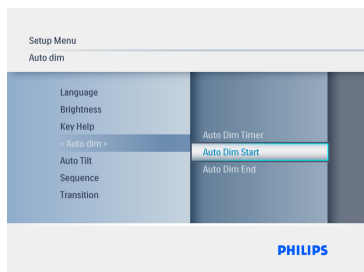 Setup Menu
Auto dim
Language
Brightness
Key Help
« Auto dim »
Auto Tilt
Sequence
Transition
Auto Dim Timer
Auto Dim Start
Auto Dim End
PHILIPS